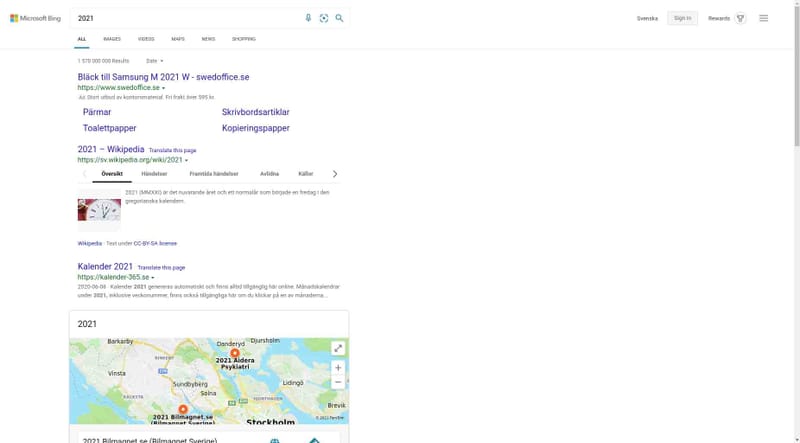 Microsoft Bing
2021
Svenska
Sign in
Rewards
ALL IMAGES VIDEOS MAPS NEWS SHOPPING
1 570 000 000 Results Date
Bläck till Samsung M 2021 W - swedoffice.se
https://www.swedoffice.se
Ad Stort utbud av kontorsmaterial. Fri frakt över 595 kr.
Pärmar Skrivbordsartiklar
Toalettpapper Kopieringspapper
2021 – Wikipedia Translate this page
https://sv.wikipedia.org/wiki/2021
Översikt Händelser Framtida händelser Avlidna Källor
2021 (MMXXI) är det nuvarande året och ett normalår som började en fredag i den
gregorianska kalendern.
Wikipedia · Text under CC-BY-SA license
Kalender 2021 Translate this page
https://kalender-365.se
2020-06-04 · Kalender 2021 genereras automatiskt och finns alltid tillgänglig här online. Månadskalendrar
under 2021, inklusive veckonummer, finns också tillgängliga här om du klickar på en av månaderna...
2021
Barkarby
Danderyd
Djursholm
2021 Aidera
Psykiatri
Vinsta
Sundbyberg
Lidingö
KÄLCESTA
Solna
HJORTHAGEN
Brevik
2021 Bilmagnet.se
(Bilmagnet Sverige)
Stockholm
© 2021 TomTom
2021 Bilmagnet.se (Bilmagnet Sverige)